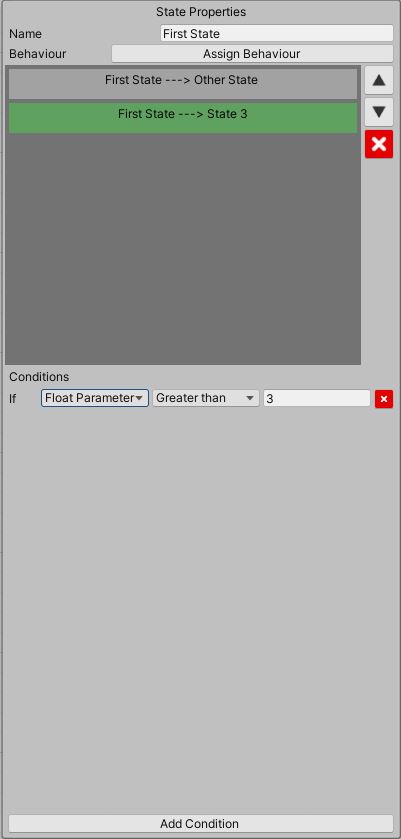 State Properties
Name First State
Behaviour Assign Behaviour
First State ---> Other State
First State ---> State 3
Conditions
If Float Parameter Greater than 3
Add Condition